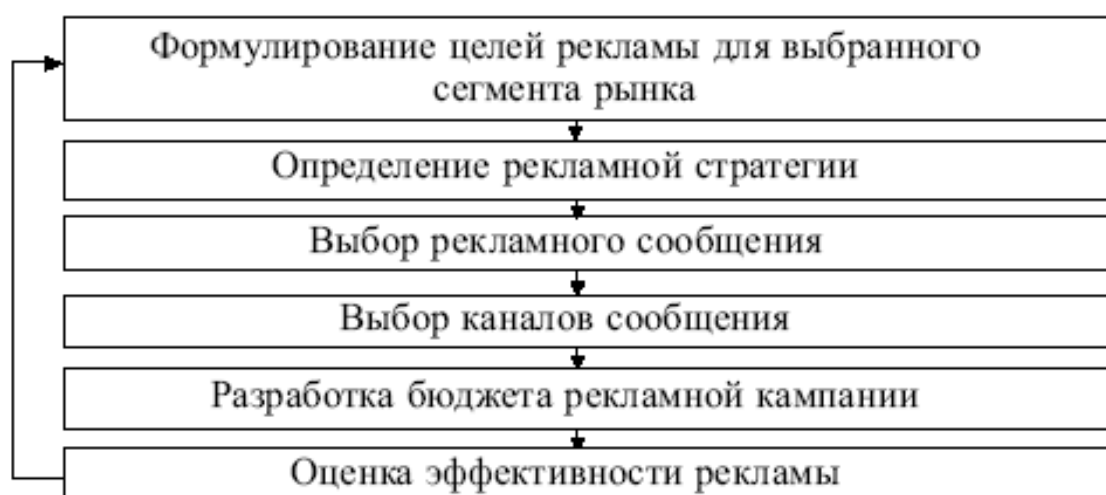 Формулирование целей рекламы для выбранного
сегмента рынка
Определение рекламной стратегии
Выбор рекламного сообщения
Выбор каналов сообщения
Разработка бюджета рекламной кампании
Оценка эффективности рекламы